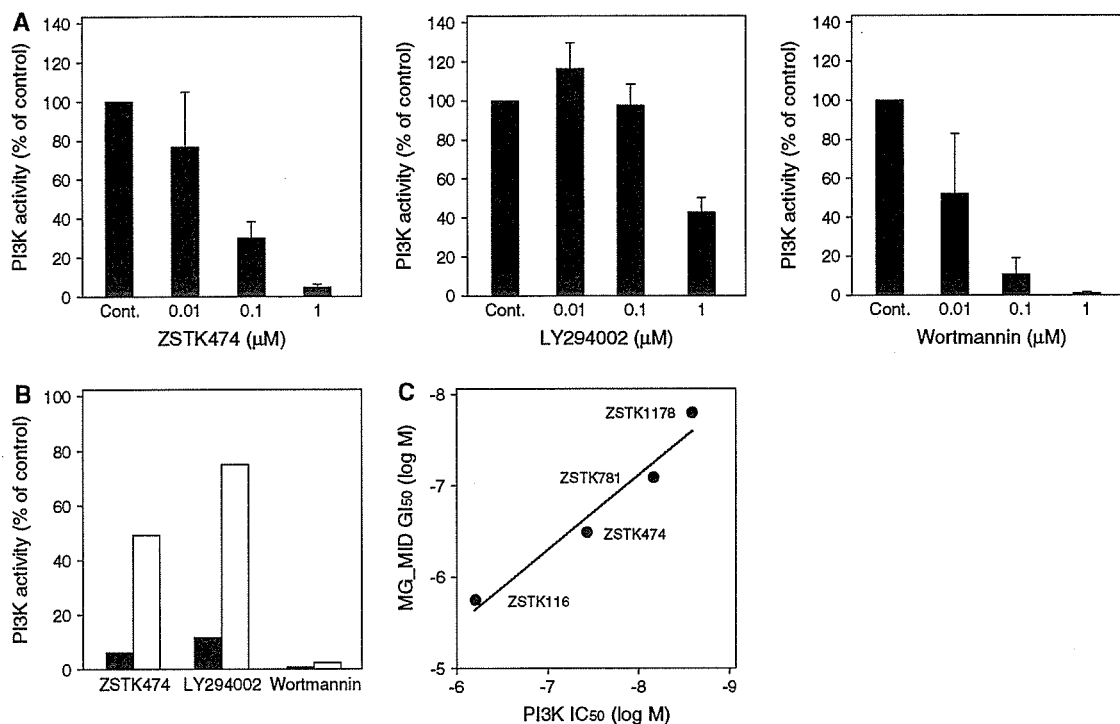 A
PI3K activity (% of control)
140
120
100
80
60
40
20
0
Cont. 0.01 0.1 1
ZSTK474 (μM)
PI3K activity (% of control)
140
120
100
80
60
40
20
0
Cont. 0.01 0.1 1
LY294002 (μM)
PI3K activity (% of control)
140
120
100
80
60
40
20
0
Cont. 0.01 0.1 1
Wortmannin (μM)
B
PI3K activity (% of control)
100
80
60
40
20
0
ZSTK474 LY294002 Wortmannin
C
MG_MID GI50 (log M)
-8
-7
-6
-5
ZSTK1178
ZSTK781
ZSTK474
ZSTK116
-6 -7 -8 -9
PI3K IC50 (log M)